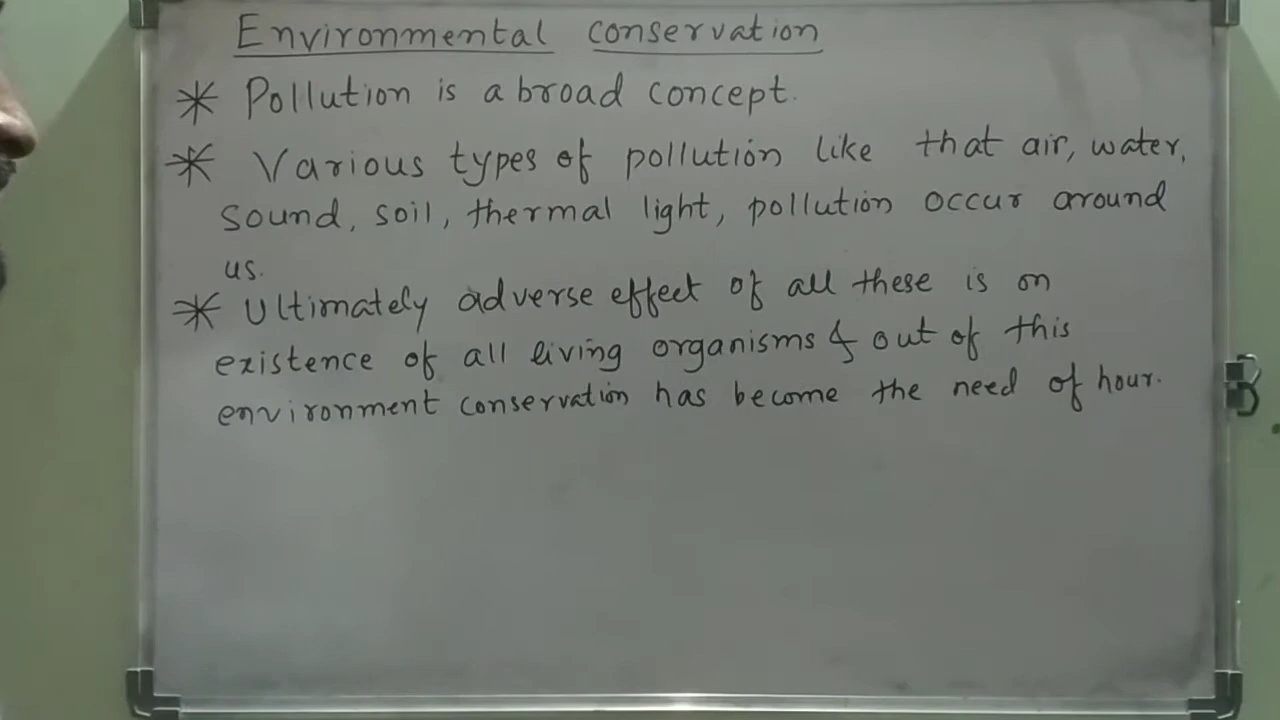 Environmental conservation
* Pollution is a broad concept.
* Various types of pollution like that air, water,
sound, soil, thermal light, pollution occur around
us.
* Ultimately adverse effect of all these is on
existence of all living organisms & out of this
environment conservation has become the need of hour.